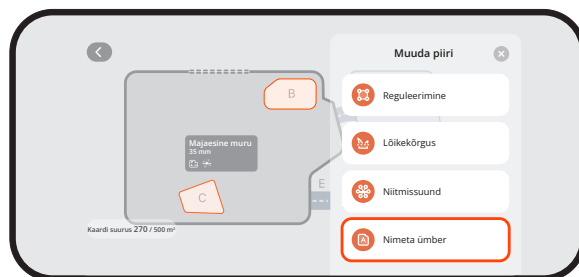 Muuda piiri
B
Reguleerimine
Majaesine muru
35 mm
Lõikekõrgus
E
C
Niitmissuund
Kaardi suurus 270 / 500 m²
A
Nimeta ümber